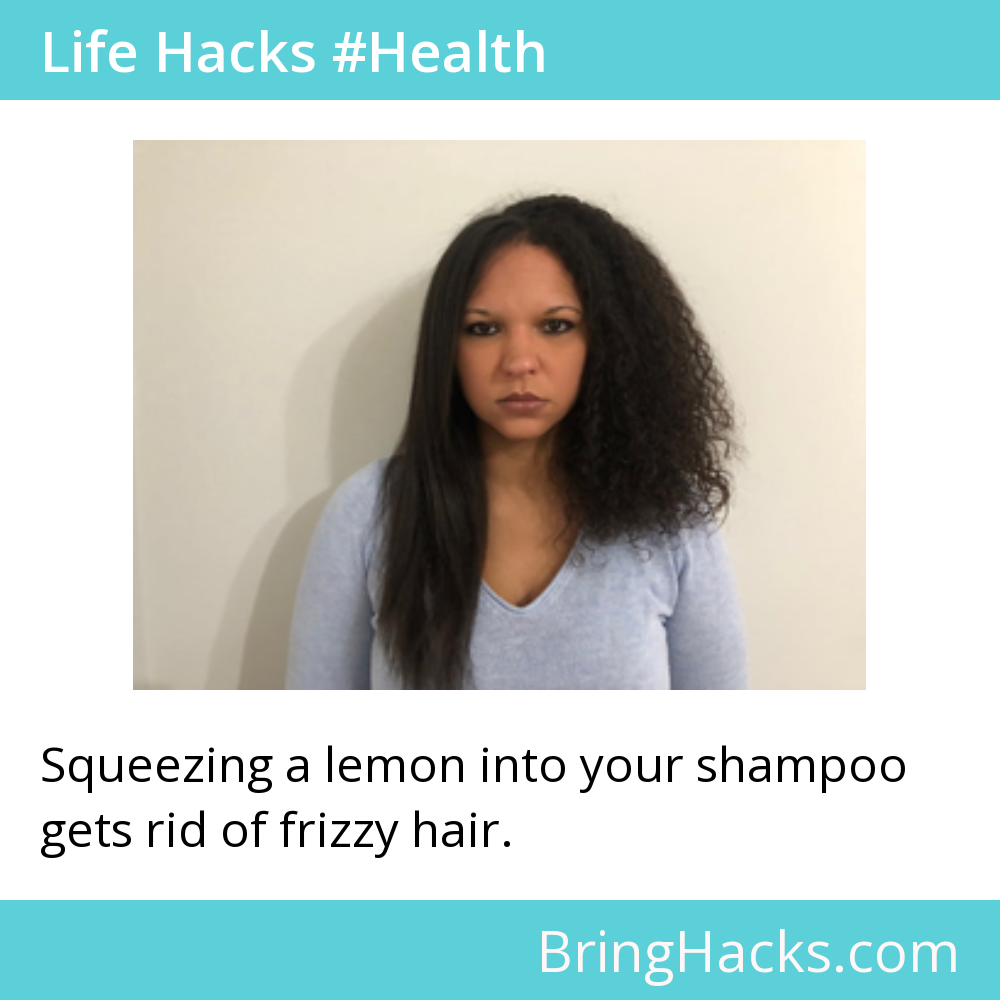 Life Hacks #Health
Squeezing a lemon into your shampoo
gets rid of frizzy hair.
BringHacks.com